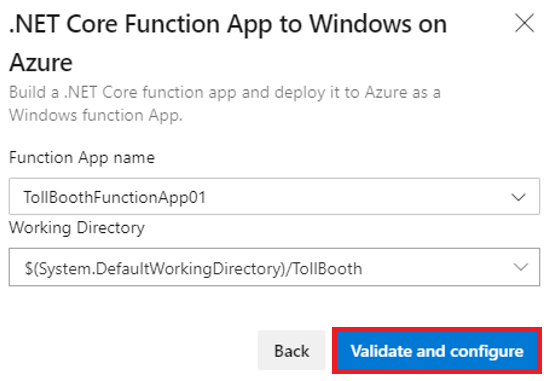 .NET Core Function App to Windows on
Azure
Build a .NET Core function app and deploy it to Azure as a
Windows function App.
Function App name
TollBoothFunctionApp01
Working Directory
$(System.DefaultWorkingDirectory)/TollBooth
Back
Validate and configure